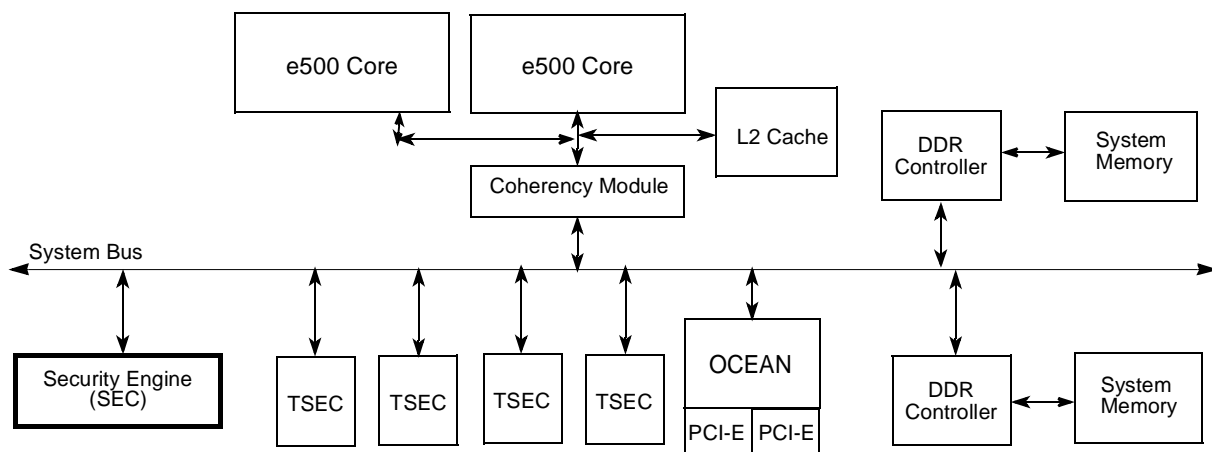 e500 Core
e500 Core
L2 Cache
DDR
Controller
System
Memory
Coherency Module
System Bus
Security Engine
(SEC)
TSEC
TSEC
TSEC
TSEC
OCEAN
PCI-E
PCI-E
DDR
Controller
System
Memory